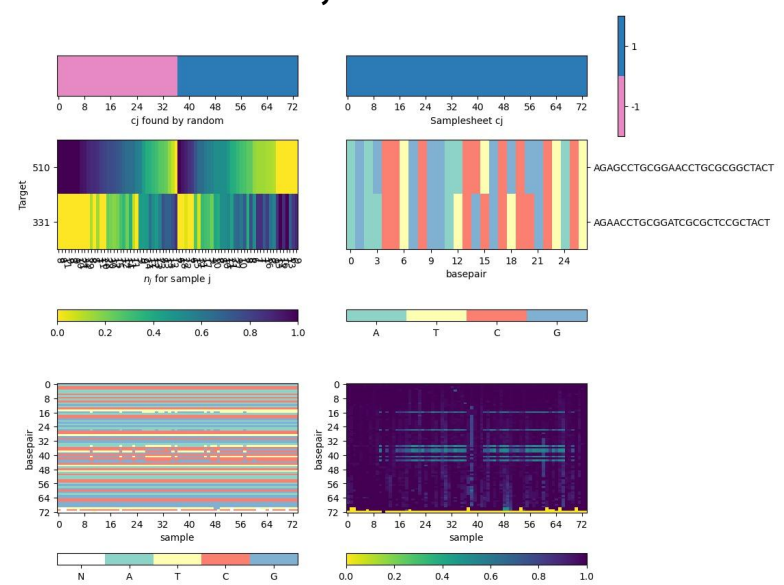 1
-1
0 8 16 24 32 40 48 56 64 72
cj found by random
0 8 16 24 32 40 48 56 64 72
Samplesheet cj
Target
510
331
nj for sample j
AGAGCCTGCGGAACCTGCGCGGCTACT
AGAACCTGCGGATCGCGCTCCGCTACT
0 3 6 9 12 15 18 21 24
basepair
0.0 0.2 0.4 0.6 0.8 1.0
A T C G
basepair
0
8
16
24
32
40
48
56
64
72
0 8 16 24 32 40 48 56 64 72
sample
basepair
0
8
16
24
32
40
48
56
64
72
0 8 16 24 32 40 48 56 64 72
sample
N A T C G
0.0 0.2 0.4 0.6 0.8 1.0